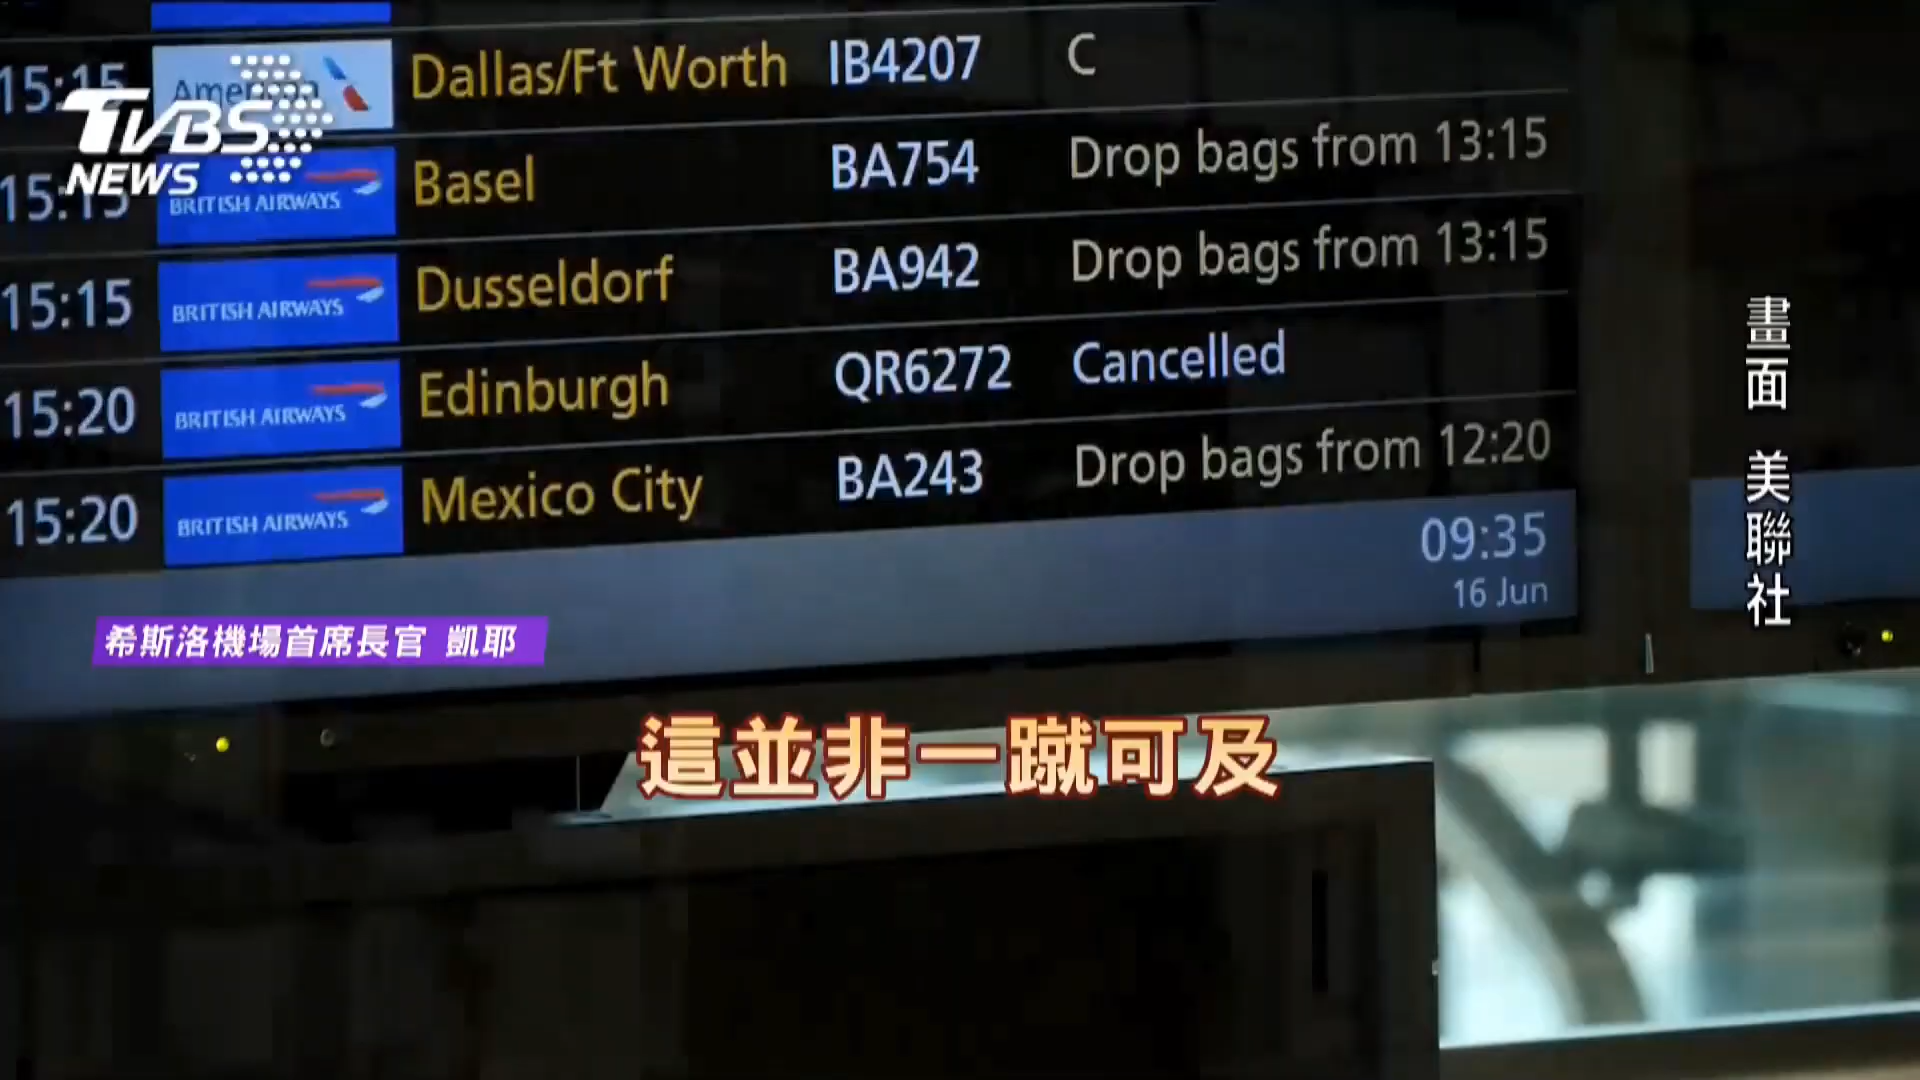 15:15 American Dallas/Ft Worth IB4207 C
TVBS
NEWS
15:15 BRITISH AIRWAYS Basel BA754 Drop bags from 13:15
15:15 BRITISH AIRWAYS Dusseldorf BA942 Drop bags from 13:15
15:20 BRITISH AIRWAYS Edinburgh QR6272 Cancelled
15:20 BRITISH AIRWAYS Mexico City BA243 Drop bags from 12:20
09:35
16 Jun
畫面 美聯社
希斯洛機場首席長官 凱耶
這並非一蹴可及